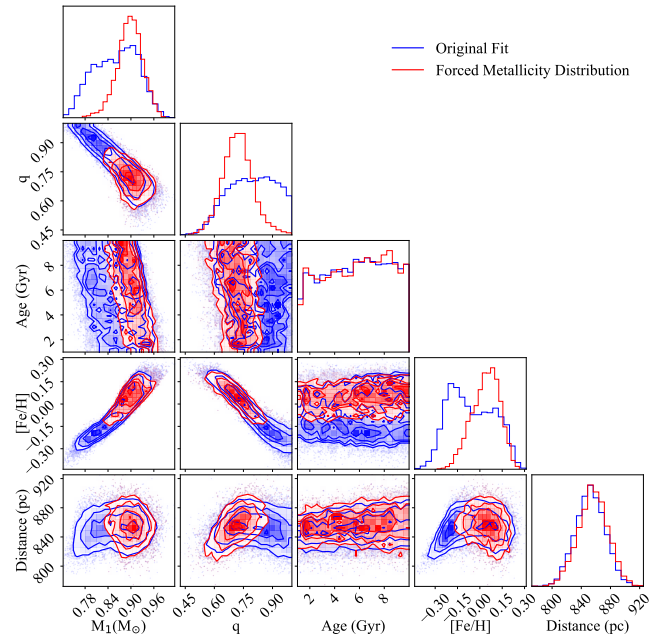 Original Fit
Forced Metallicity Distribution
0.90
0.75
0.60
0.45
q
8
6
4
2
Age (Gyr)
0.30
0.15
0.00
−0.15
−0.30
[Fe/H]
920
880
840
800
Distance (pc)
0.78 0.84 0.90 0.96
M₁(M⊙)
0.45 0.60 0.75 0.90
q
2 4 6 8
Age (Gyr)
−0.30 −0.15 0.00 0.15 0.30
[Fe/H]
800 840 880 920
Distance (pc)